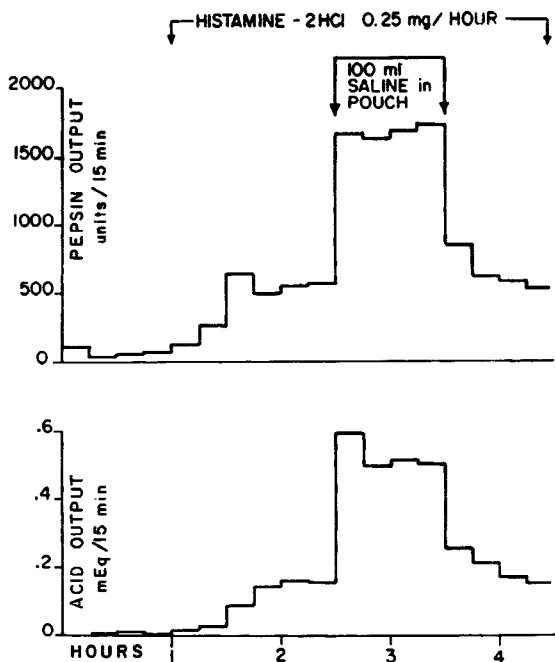 HISTAMINE - 2HCl 0.25 mg/HOUR
100 ml
SALINE in
POUCH
PEPSIN OUTPUT
units/15 min
2000
1500
1000
500
0
ACID OUTPUT
mEq/15 min
.6
.4
.2
0
HOURS 1 2 3 4